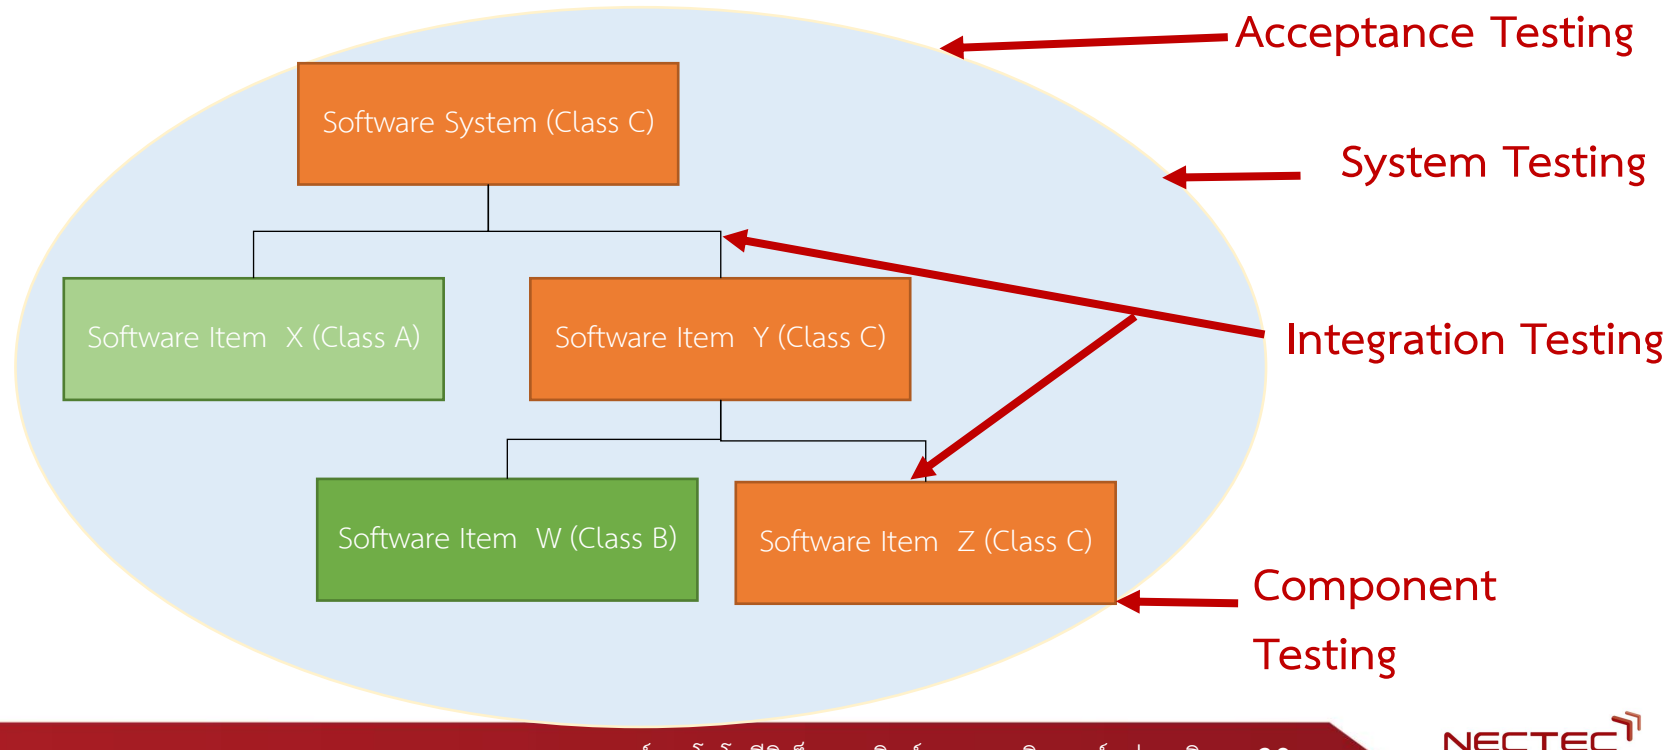 Acceptance Testing
Software System (Class C)
System Testing
Software Item X (Class A)
Software Item Y (Class C)
Integration Testing
Software Item W (Class B)
Software Item Z (Class C)
Component
Testing
NECTEC